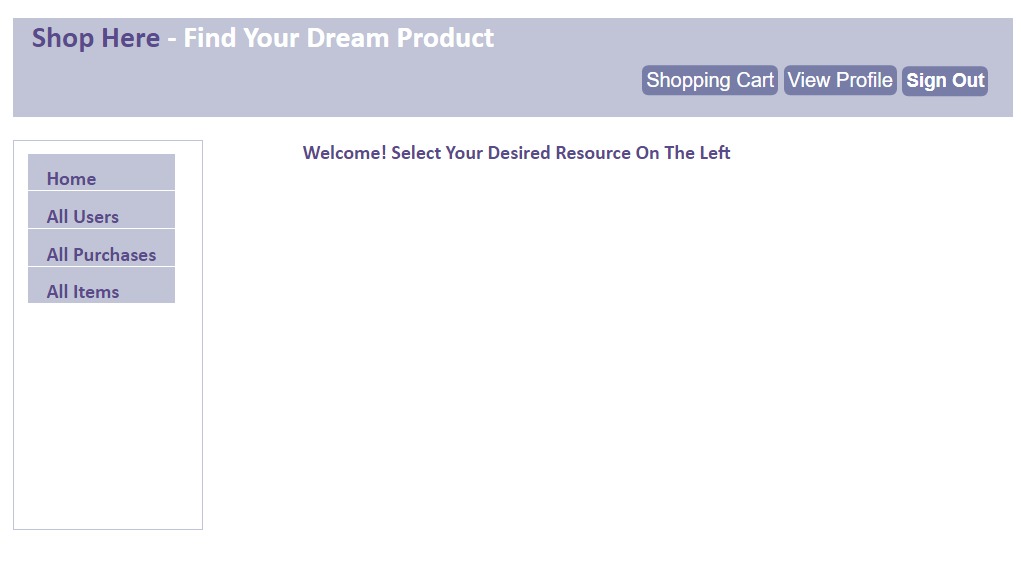 Shop Here - Find Your Dream Product
Shopping Cart View Profile Sign Out
Welcome! Select Your Desired Resource On The Left
Home
All Users
All Purchases
All Items